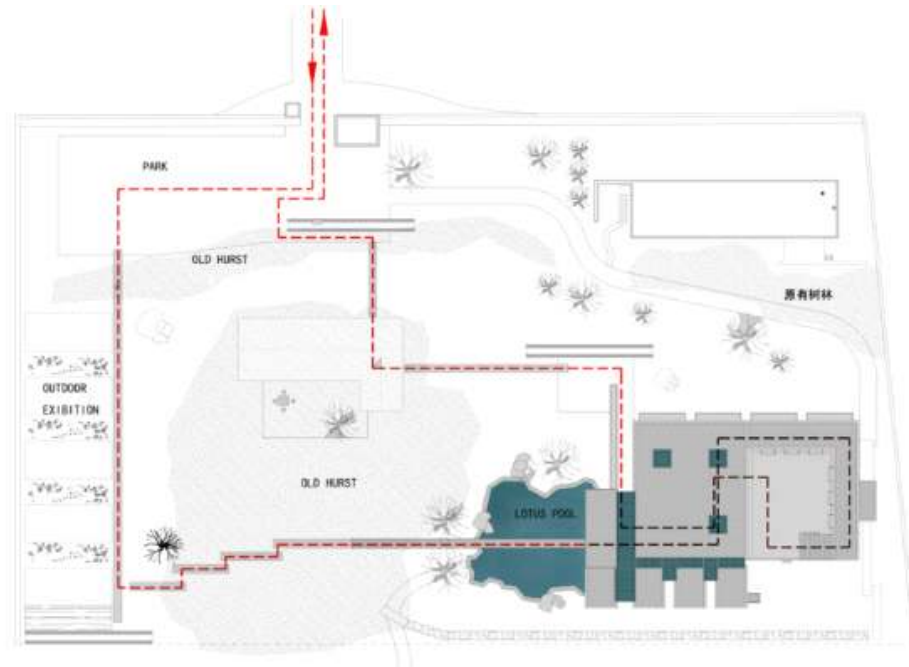 PARK
OLD HURST
原有树林
OUTDOOR
EXIBITION
OLD HURST
LOTUS POOL